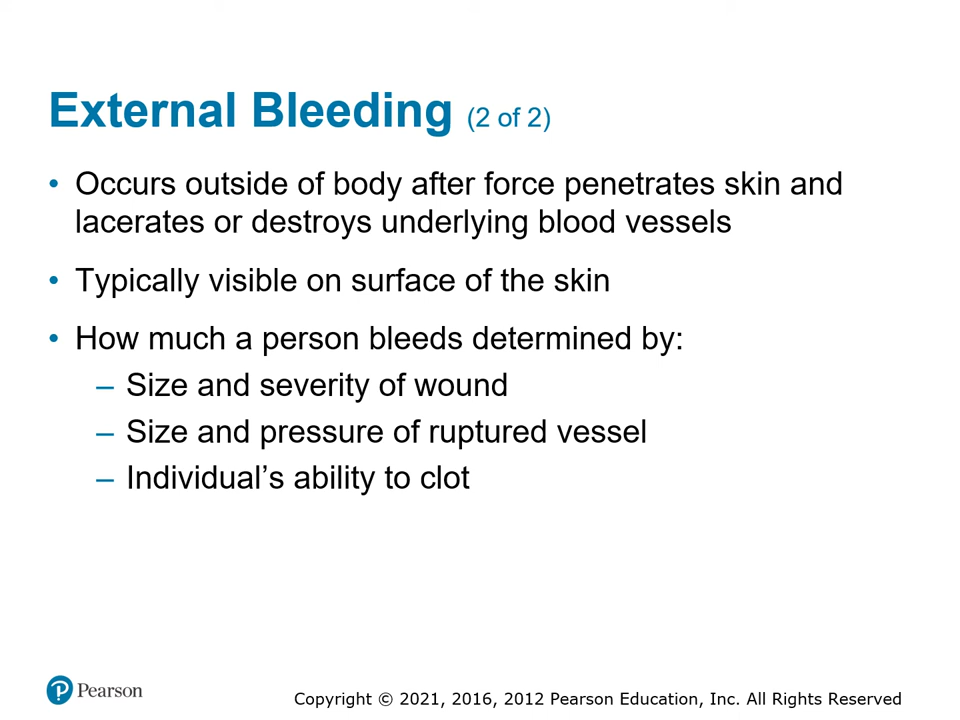 External Bleeding (2 of 2)
• Occurs outside of body after force penetrates skin and
lacerates or destroys underlying blood vessels
• Typically visible on surface of the skin
• How much a person bleeds determined by:
– Size and severity of wound
– Size and pressure of ruptured vessel
– Individual’s ability to clot
P Pearson
Copyright © 2021, 2016, 2012 Pearson Education, Inc. All Rights Reserved